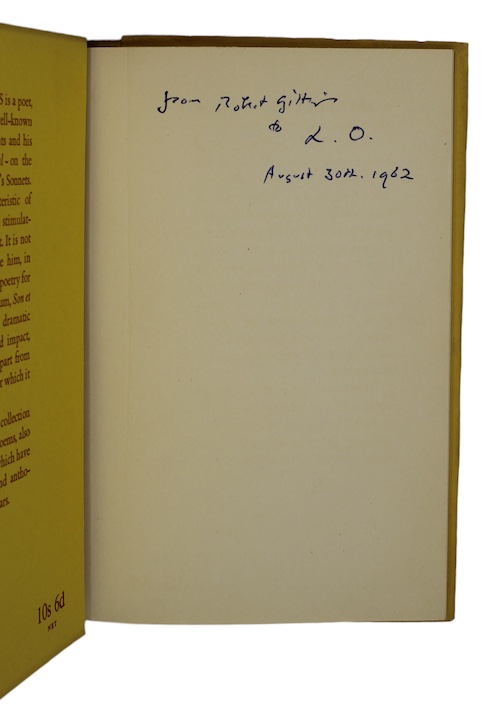 S is a poet,
ell-known
ts and his
l – on the
's Sonnets.
teristic of
stimulat-
t. It is not
e him, in
poetry for
um, Son et
dramatic
d impact,
part from
r which it
collection
oems, also
which have
nd antho-
ars.
10s 6d
NET
from Robert Gittings
to
L. O.
August 30th. 1962